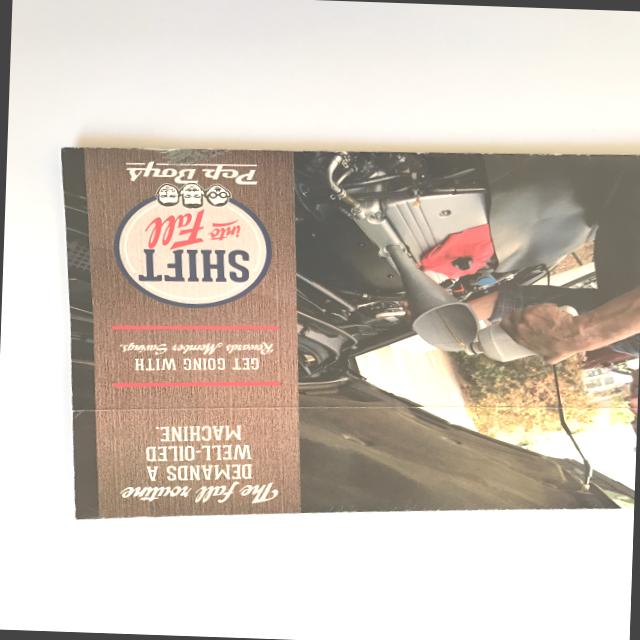 The fall routine
DEMANDS A
WELL-OILED
MACHINE.
GET GOING WITH
Rewards Member Savings.
SHIFT
into
Fall
Pep Boys